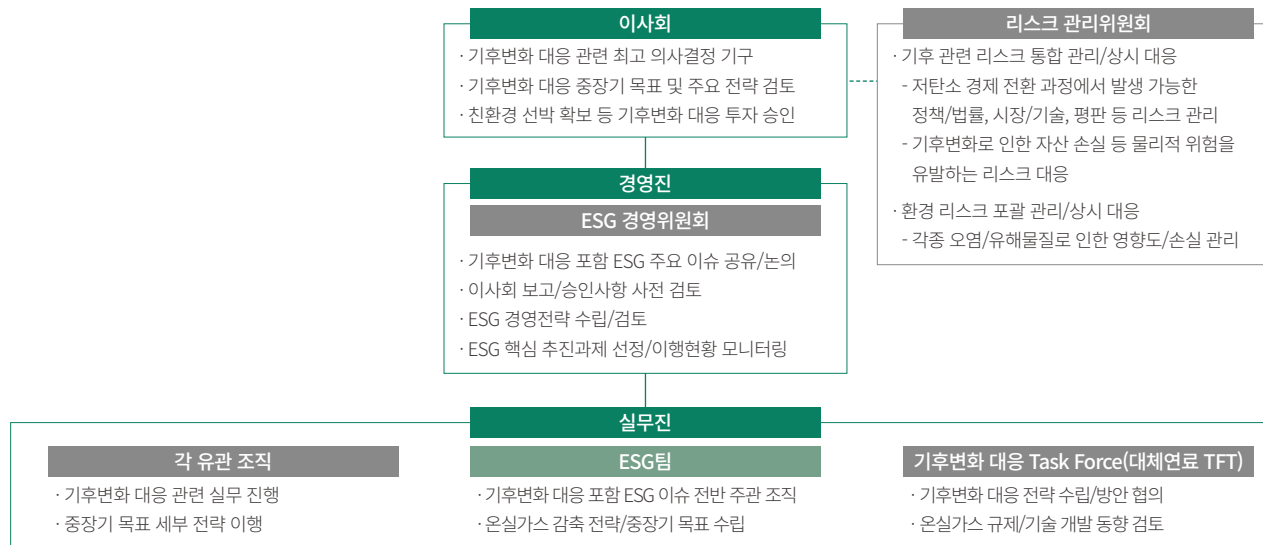 이사회
· 기후변화 대응 관련 최고 의사결정 기구
· 기후변화 대응 중장기 목표 및 주요 전략 검토
· 친환경 선박 확보 등 기후변화 대응 투자 승인
리스크 관리위원회
· 기후 관련 리스크 통합 관리/상시 대응
- 저탄소 경제 전환 과정에서 발생 가능한
정책/법률, 시장/기술, 평판 등 리스크 관리
- 기후변화로 인한 자산 손실 등 물리적 위험을
유발하는 리스크 대응
· 환경 리스크 포괄 관리/상시 대응
- 각종 오염/유해물질로 인한 영향도/손실 관리
경영진
ESG 경영위원회
· 기후변화 대응 포함 ESG 주요 이슈 공유/논의
· 이사회 보고/승인사항 사전 검토
· ESG 경영전략 수립/검토
· ESG 핵심 추진과제 선정/이행현황 모니터링
실무진
각 유관 조직
· 기후변화 대응 관련 실무 진행
· 중장기 목표 세부 전략 이행
ESG팀
· 기후변화 대응 포함 ESG 이슈 전반 주관 조직
· 온실가스 감축 전략/중장기 목표 수립
기후변화 대응 Task Force(대체연료 TFT)
· 기후변화 대응 전략 수립/방안 협의
· 온실가스 규제/기술 개발 동향 검토